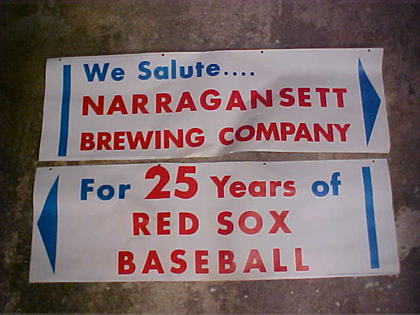 We Salute....
NARRAGANSETT
BREWING COMPANY
For 25 Years of
RED SOX
BASEBALL